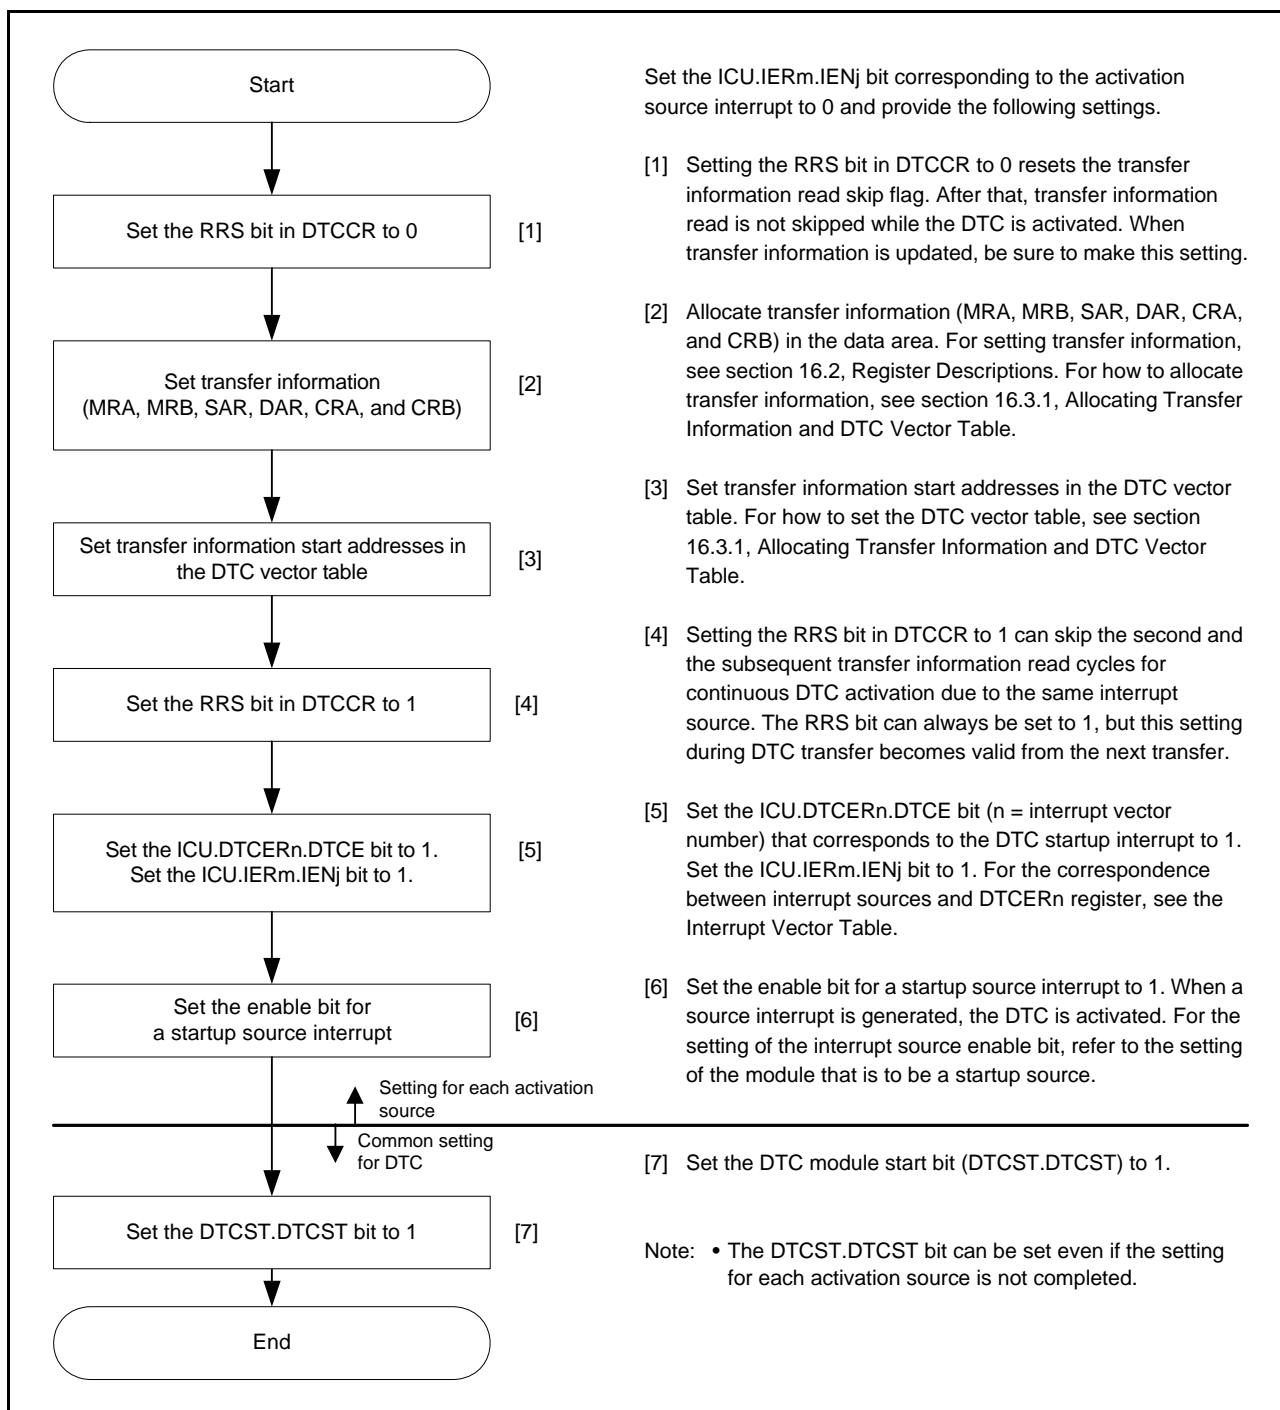 Start
Set the RRS bit in DTCCR to 0
[1]
Set transfer information
(MRA, MRB, SAR, DAR, CRA, and CRB)
[2]
Set transfer information start addresses in
the DTC vector table
[3]
Set the RRS bit in DTCCR to 1
[4]
Set the ICU.DTCERn.DTCE bit to 1.
Set the ICU.IERm.IENj bit to 1.
[5]
Set the enable bit for
a startup source interrupt
[6]
Setting for each activation
source
Common setting
for DTC
Set the DTCST.DTCST bit to 1
[7]
End
Set the ICU.IERm.IENj bit corresponding to the activation
source interrupt to 0 and provide the following settings.
[1] Setting the RRS bit in DTCCR to 0 resets the transfer
information read skip flag. After that, transfer information
read is not skipped while the DTC is activated. When
transfer information is updated, be sure to make this setting.
[2] Allocate transfer information (MRA, MRB, SAR, DAR, CRA,
and CRB) in the data area. For setting transfer information,
see section 16.2, Register Descriptions. For how to allocate
transfer information, see section 16.3.1, Allocating Transfer
Information and DTC Vector Table.
[3] Set transfer information start addresses in the DTC vector
table. For how to set the DTC vector table, see section
16.3.1, Allocating Transfer Information and DTC Vector
Table.
[4] Setting the RRS bit in DTCCR to 1 can skip the second and
the subsequent transfer information read cycles for
continuous DTC activation due to the same interrupt
source. The RRS bit can always be set to 1, but this setting
during DTC transfer becomes valid from the next transfer.
[5] Set the ICU.DTCERn.DTCE bit (n = interrupt vector
number) that corresponds to the DTC startup interrupt to 1.
Set the ICU.IERm.IENj bit to 1. For the correspondence
between interrupt sources and DTCERn register, see the
Interrupt Vector Table.
[6] Set the enable bit for a startup source interrupt to 1. When a
source interrupt is generated, the DTC is activated. For the
setting of the interrupt source enable bit, refer to the setting
of the module that is to be a startup source.
[7] Set the DTC module start bit (DTCST.DTCST) to 1.
Note: • The DTCST.DTCST bit can be set even if the setting
for each activation source is not completed.